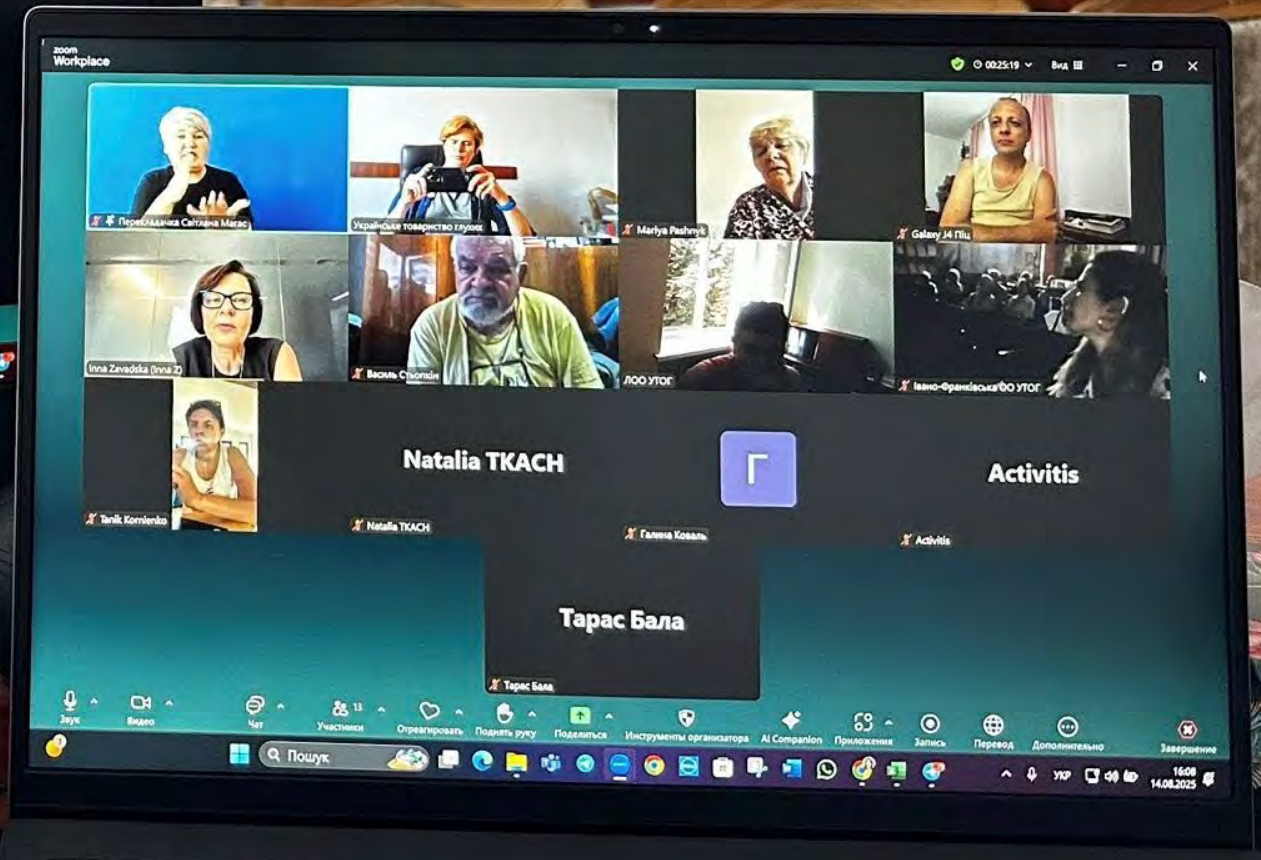 zoom
Workplace
00:25:19
Вид
Перекладачка Світлана Магас
Українське товариство глухих
Mariya Pashnyk
Galaxy J4 Піц
Inna Zavadska (Inna Z)
Василь Стьопкін
ЛОО УТОГ
Івано-Франківська ФО УТОГ
Tanik Kornienko
Natalia TKACH
Natalia TKACH
Г
Галина Коваль
Activitis
Activitis
Тарас Бала
Тарас Бала
Звук
Видео
Чат
13
Участники
Отреагировать
Поднять руку
Поделиться
Инструменты организатора
AI Companion
Приложения
Запись
Перевод
Дополнительно
Завершение
1
Пошук
УКР
16:08
14.08.2025